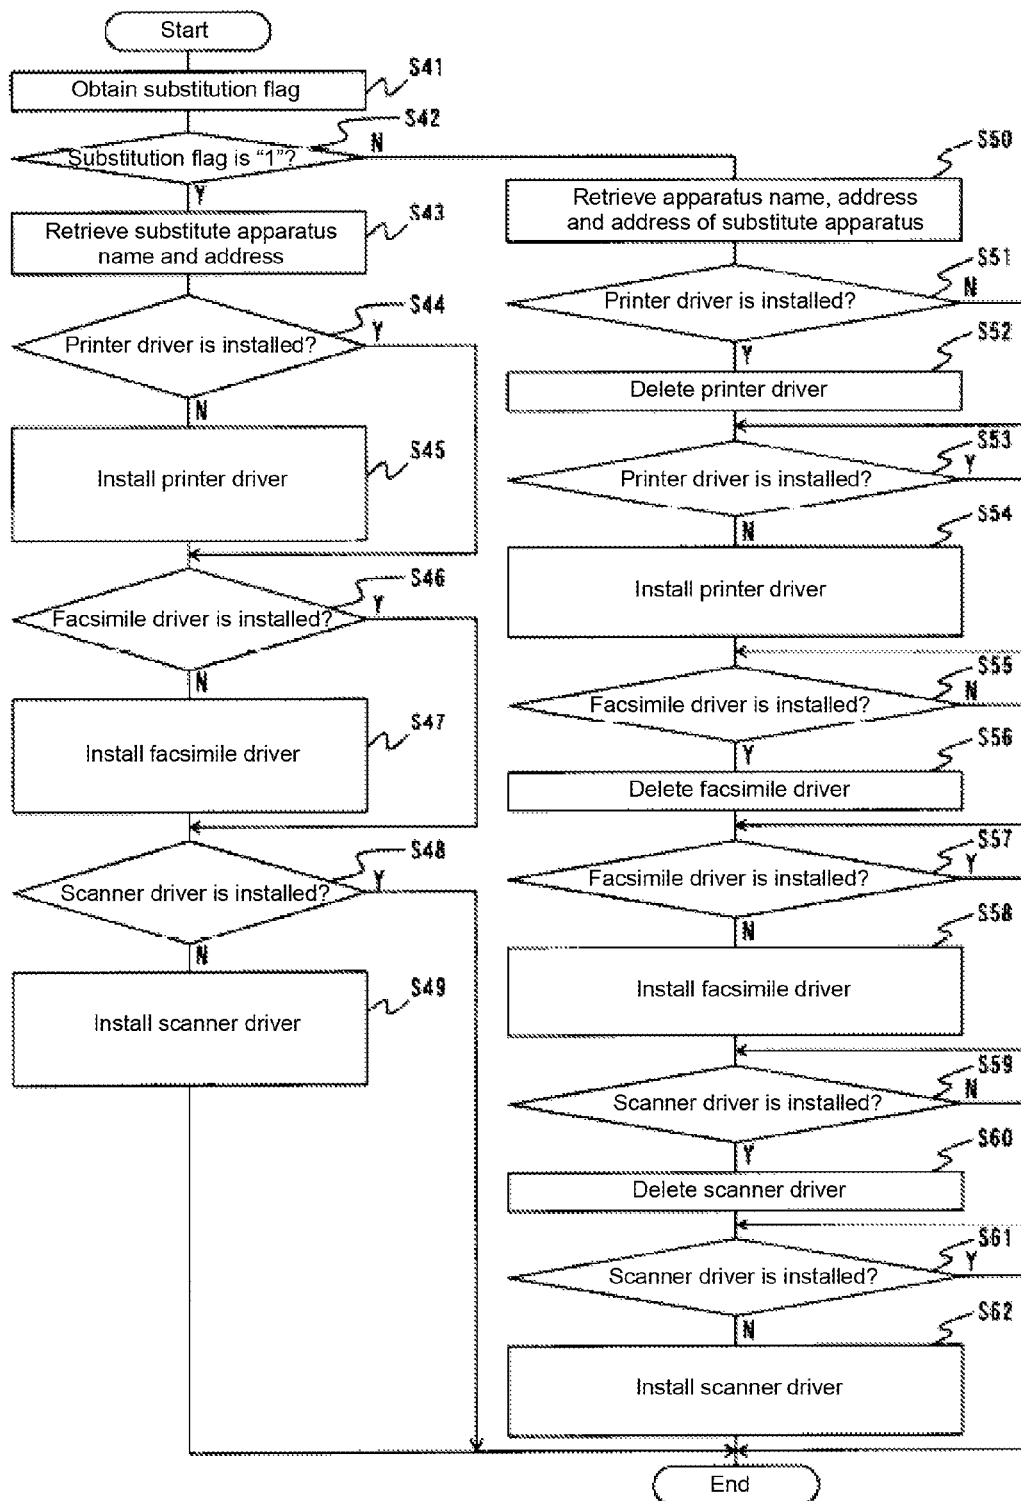 Start
S41
Obtain substitution flag
S42
Substitution flag is “1”?
N
Y
S43
Retrieve substitute apparatus
name and address
S44
Printer driver is installed?
Y
N
S45
Install printer driver
S46
Facsimile driver is installed?
Y
N
S47
Install facsimile driver
S48
Scanner driver is installed?
Y
N
S49
Install scanner driver
S50
Retrieve apparatus name, address
and address of substitute apparatus
S51
Printer driver is installed?
N
Y
S52
Delete printer driver
S53
Printer driver is installed?
Y
N
S54
Install printer driver
S55
Facsimile driver is installed?
N
Y
S56
Delete facsimile driver
S57
Facsimile driver is installed?
Y
N
S58
Install facsimile driver
S59
Scanner driver is installed?
N
Y
S60
Delete scanner driver
S61
Scanner driver is installed?
Y
N
S62
Install scanner driver
End